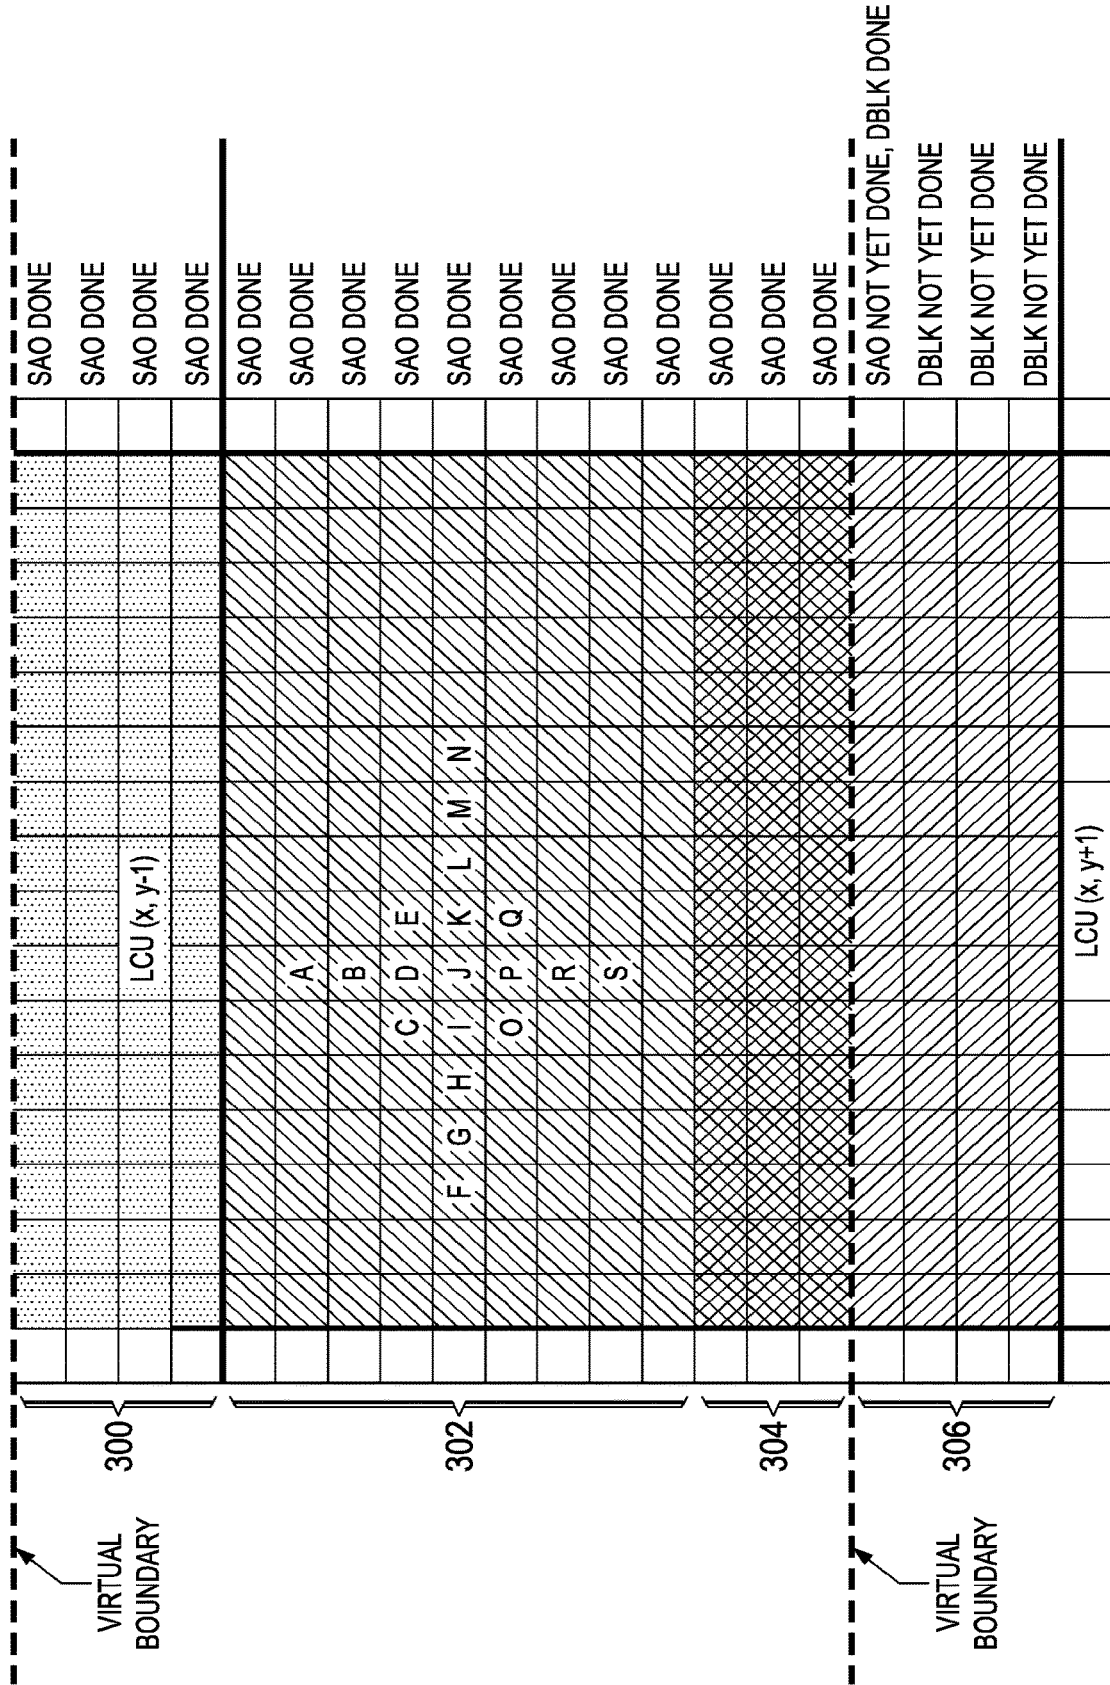 SAO DONE
SAO DONE
VIRTUAL
BOUNDARY
300
LCU (x, y-1)
SAO DONE
SAO DONE
SAO DONE
A SAO DONE
B SAO DONE
C D E SAO DONE
302 F G H I J K L M N SAO DONE
O P Q SAO DONE
R SAO DONE
S SAO DONE
SAO DONE
SAO DONE
304 SAO DONE
SAO DONE
SAO NOT YET DONE, DBLK DONE
DBLK NOT YET DONE
VIRTUAL
BOUNDARY
306
DBLK NOT YET DONE
DBLK NOT YET DONE
LCU (x, y+1)